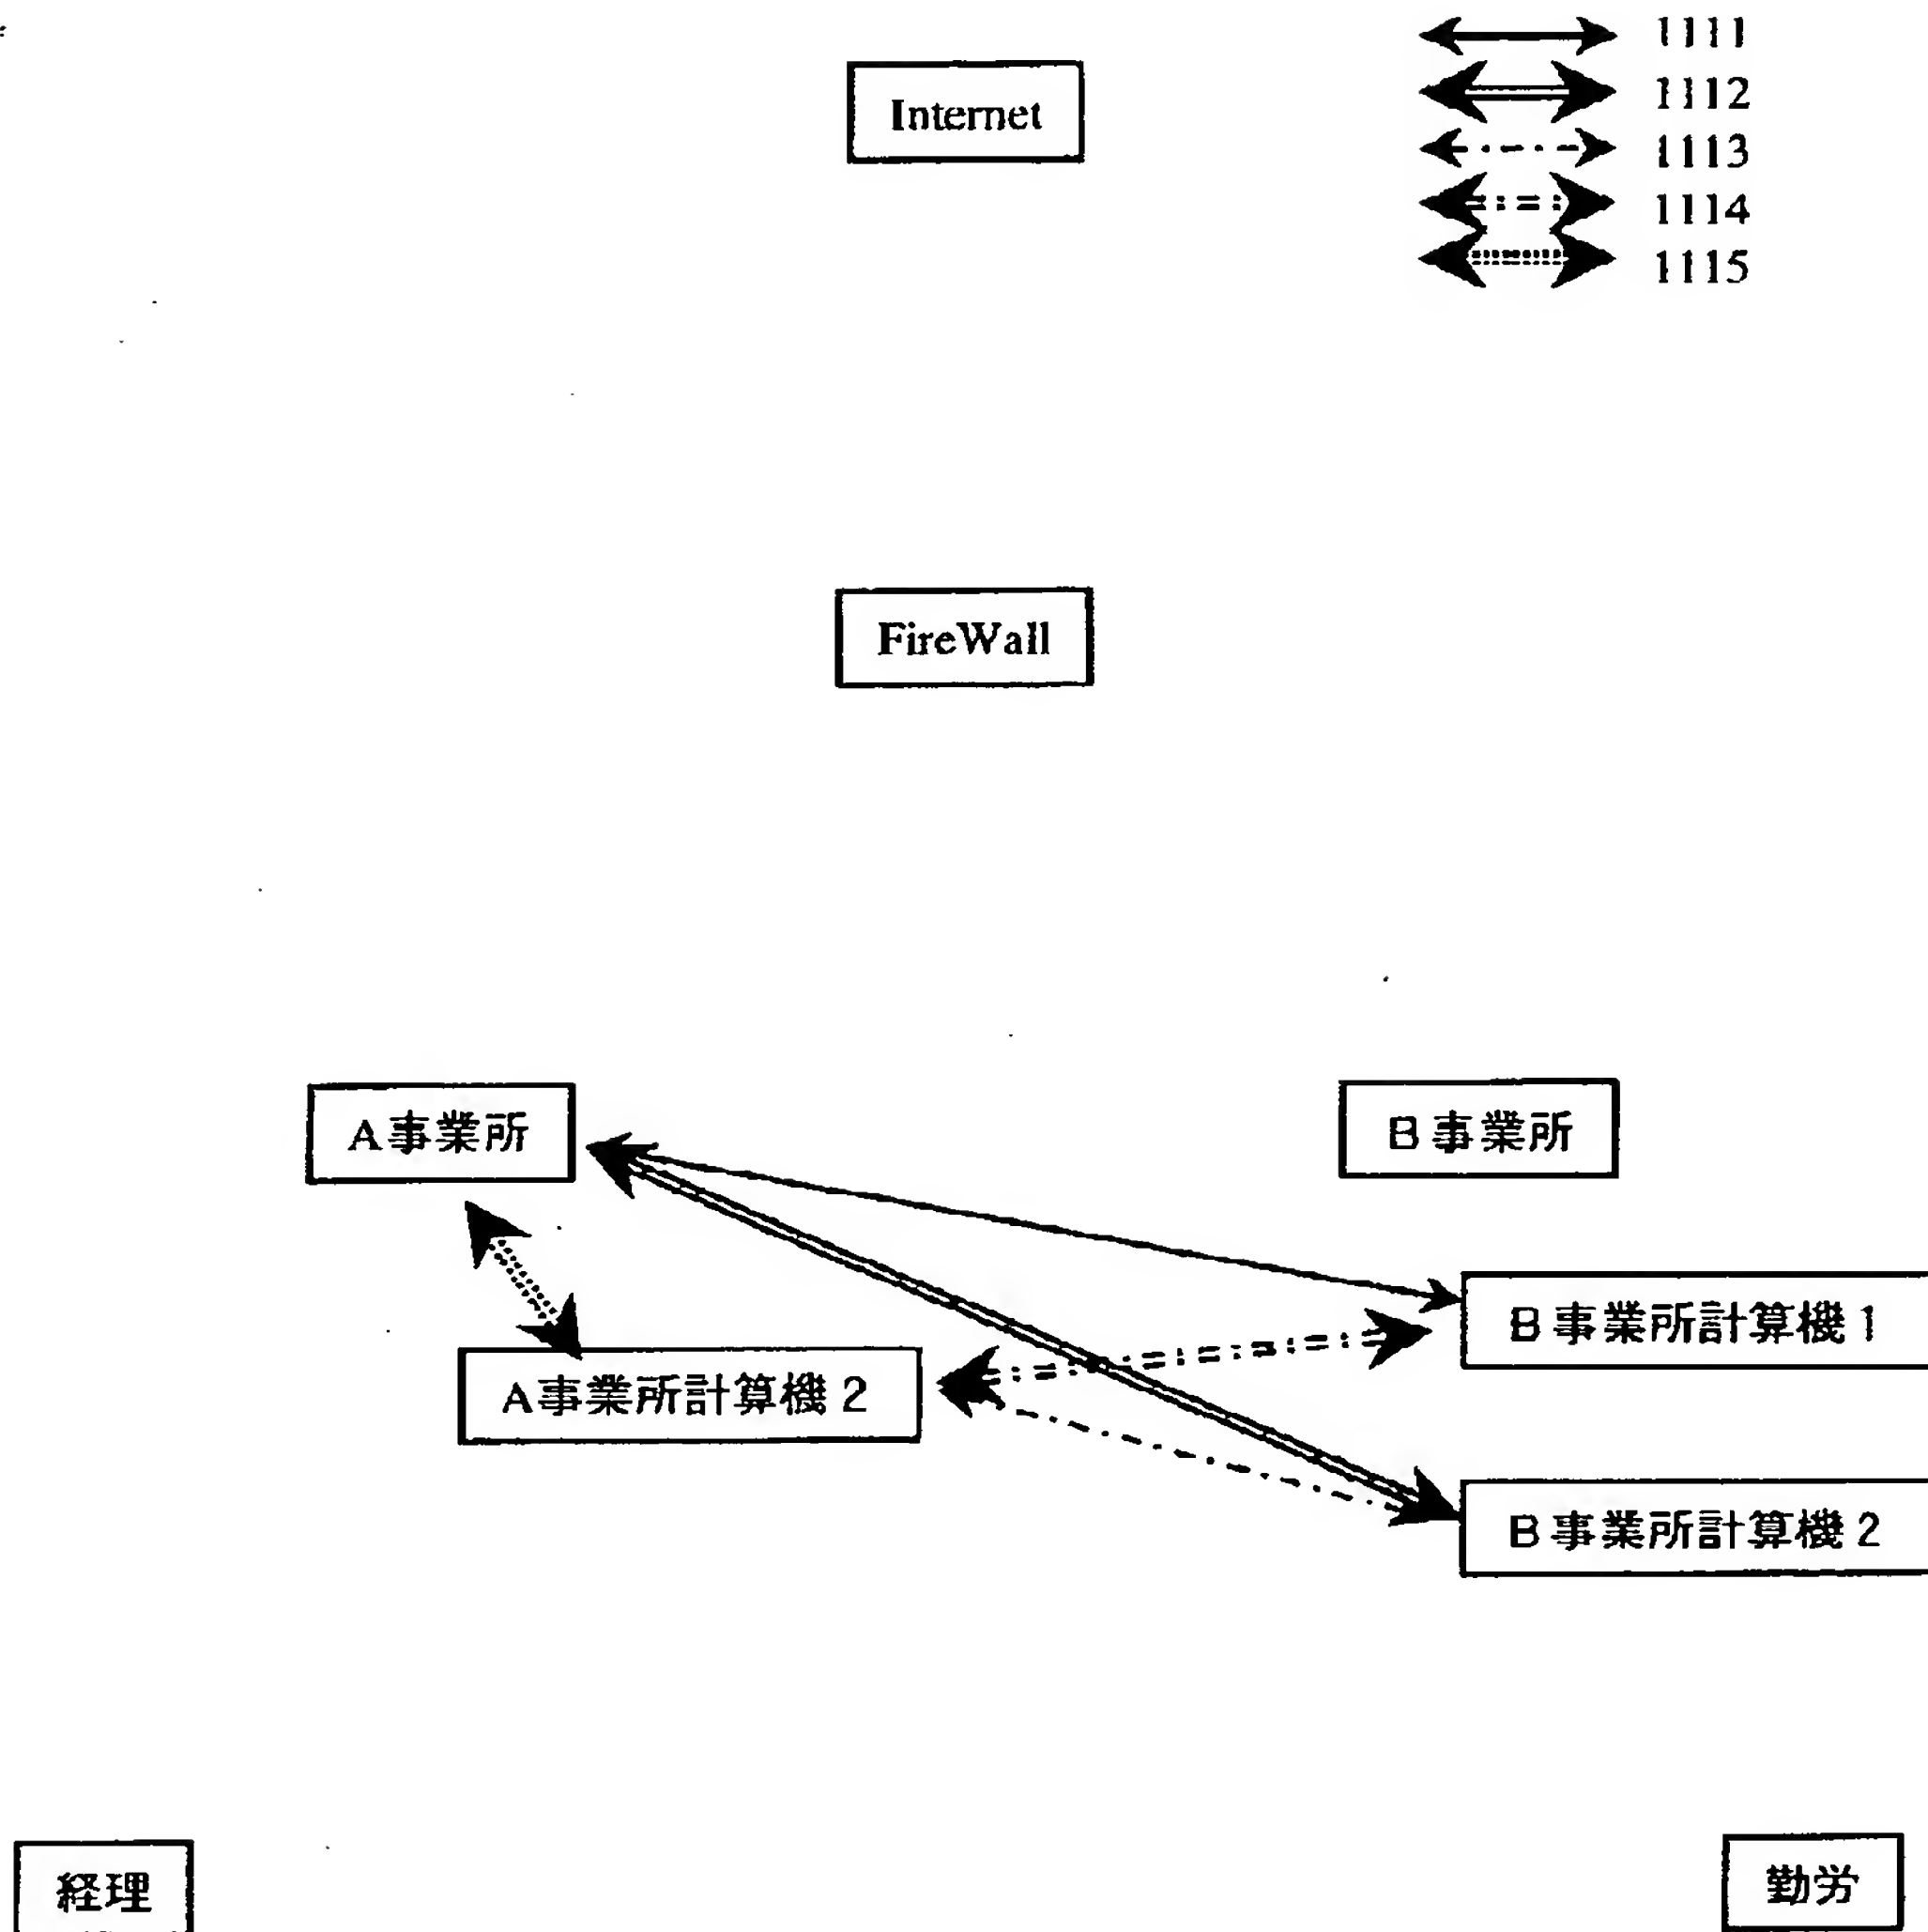 1111
1112
1113
1114
1115
Internet
FireWall
A事業所
B事業所
B事業所計算機1
A事業所計算機2
B事業所計算機2
経理
勤労